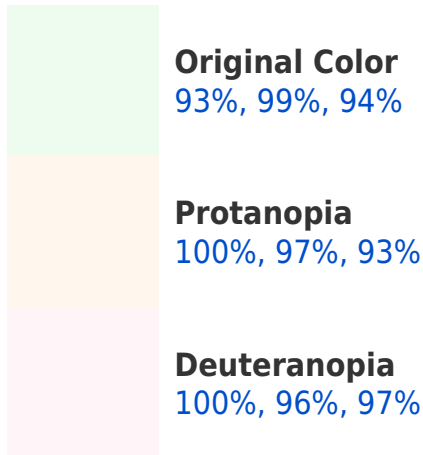 Original Color
93%, 99%, 94%
Protanopia
100%, 97%, 93%
Deuteranopia
100%, 96%, 97%